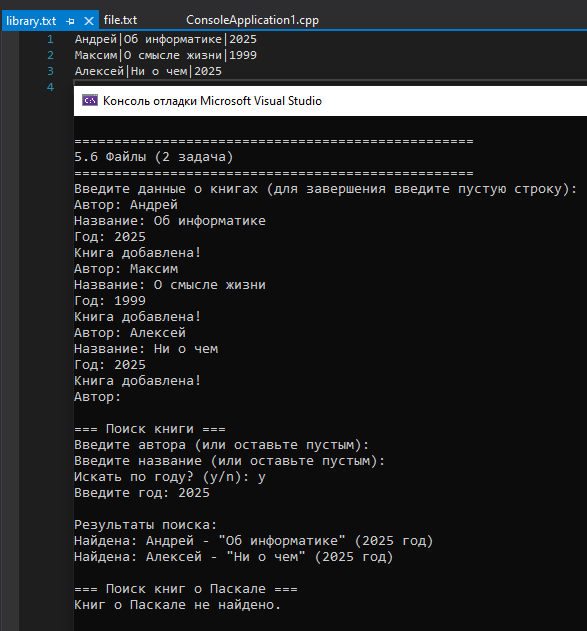 library.txt file.txt ConsoleApplication1.cpp
1 Андрей|Об информатике|2025
2 Максим|О смысле жизни|1999
3 Алексей|Ни о чем|2025
4
C:\ Консоль отладки Microsoft Visual Studio
==================================================
5.6 Файлы (2 задача)
==================================================
Введите данные о книгах (для завершения введите пустую строку):
Автор: Андрей
Название: Об информатике
Год: 2025
Книга добавлена!
Автор: Максим
Название: О смысле жизни
Год: 1999
Книга добавлена!
Автор: Алексей
Название: Ни о чем
Год: 2025
Книга добавлена!
Автор:
=== Поиск книги ===
Введите автора (или оставьте пустым):
Введите название (или оставьте пустым):
Искать по году? (y/n): y
Введите год: 2025
Результаты поиска:
Найдена: Андрей - "Об информатике" (2025 год)
Найдена: Алексей - "Ни о чем" (2025 год)
=== Поиск книг о Паскале ===
Книг о Паскале не найдено.